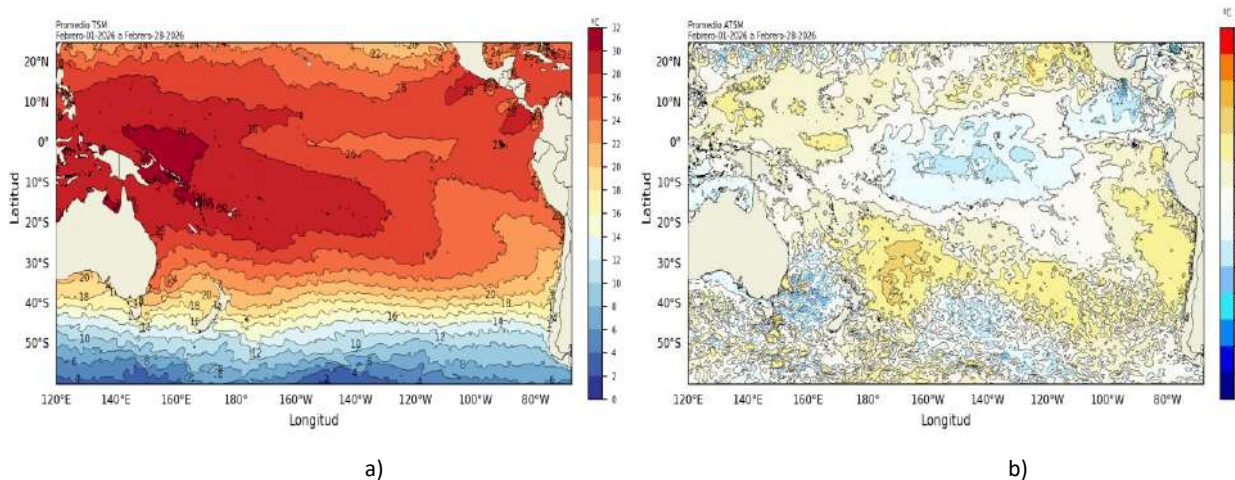 Promedio TSM
Febrero-01-2026 a Febrero-28-2026
ºC
32
30
28
26
24
22
20
18
16
14
12
10
8
6
4
2
0
20°N
10°N
0°
10°S
20°S
30°S
40°S
50°S
Latitud
120°E 140°E 160°E 180° 160°W 140°W 120°W 100°W 80°W
Longitud
Promedio ATSM
Febrero-01-2026 a Febrero-28-2026
ºC
20°N
10°N
0°
10°S
20°S
30°S
40°S
50°S
Latitud
120°E 140°E 160°E 180° 160°W 140°W 120°W 100°W 80°W
Longitud
a)
b)